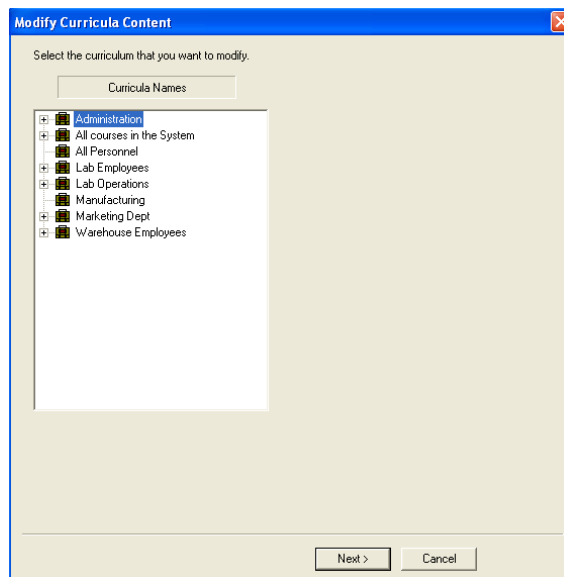 Modify Curricula Content
Select the curriculum that you want to modify.
Curricula Names
Administration
All courses in the System
All Personnel
Lab Employees
Lab Operations
Manufacturing
Marketing Dept
Warehouse Employees
Next >
Cancel